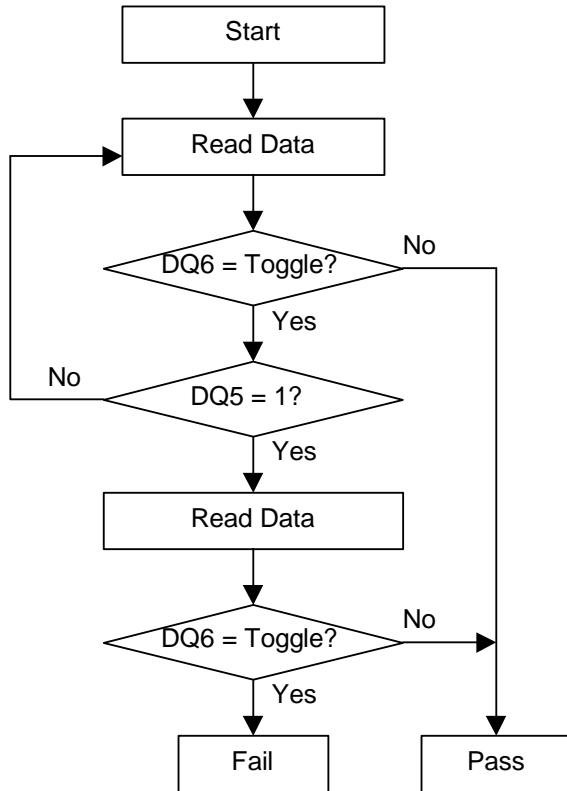 Start
Read Data
No
DQ6 = Toggle?
Yes
No
DQ5 = 1?
Yes
Read Data
No
DQ6 = Toggle?
Yes
Fail
Pass